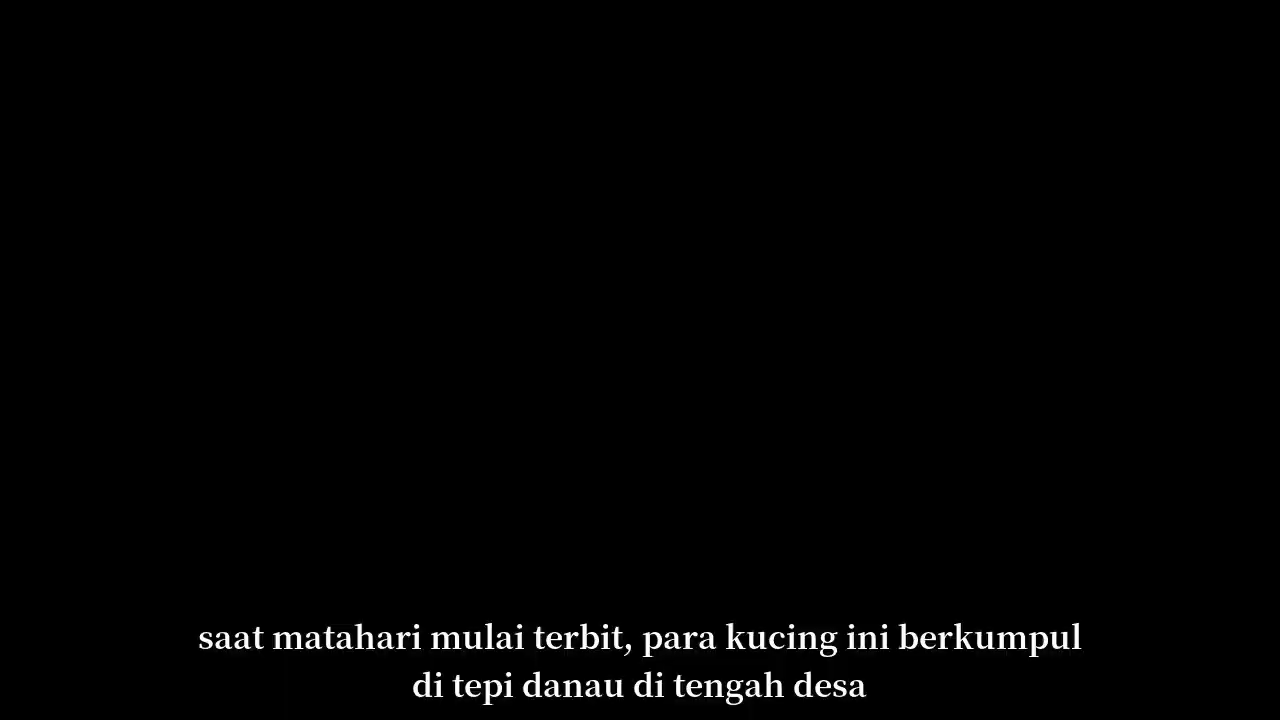 saat matahari mulai terbit, para kucing ini berkumpul
di tepi danau di tengah desa